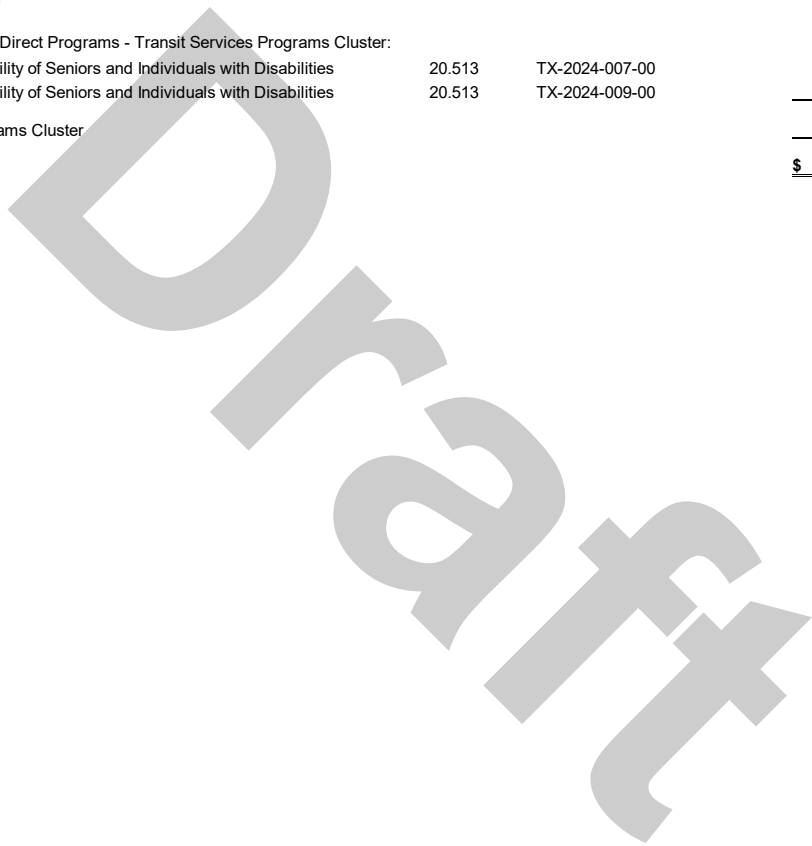 Direct Programs - Transit Services Programs Cluster:
ility of Seniors and Individuals with Disabilities 20.513 TX-2024-007-00
ility of Seniors and Individuals with Disabilities 20.513 TX-2024-009-00
ams Cluster
$
Draft